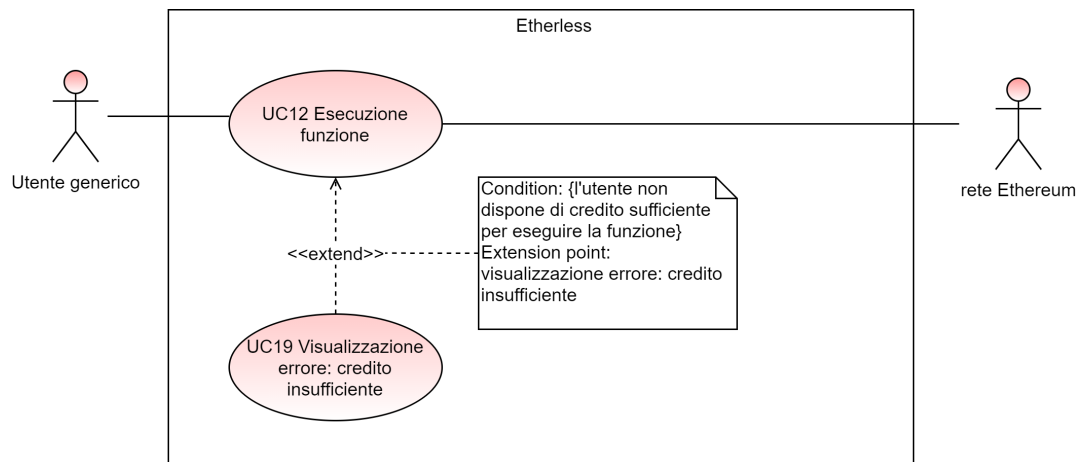 Etherless
UC12 Esecuzione
funzione
Utente generico
rete Ethereum
Condition: {l'utente non
dispone di credito sufficiente
per eseguire la funzione}
Extension point:
visualizzazione errore: credito
insufficiente
<<extend>>
UC19 Visualizzazione
errore: credito
insufficiente